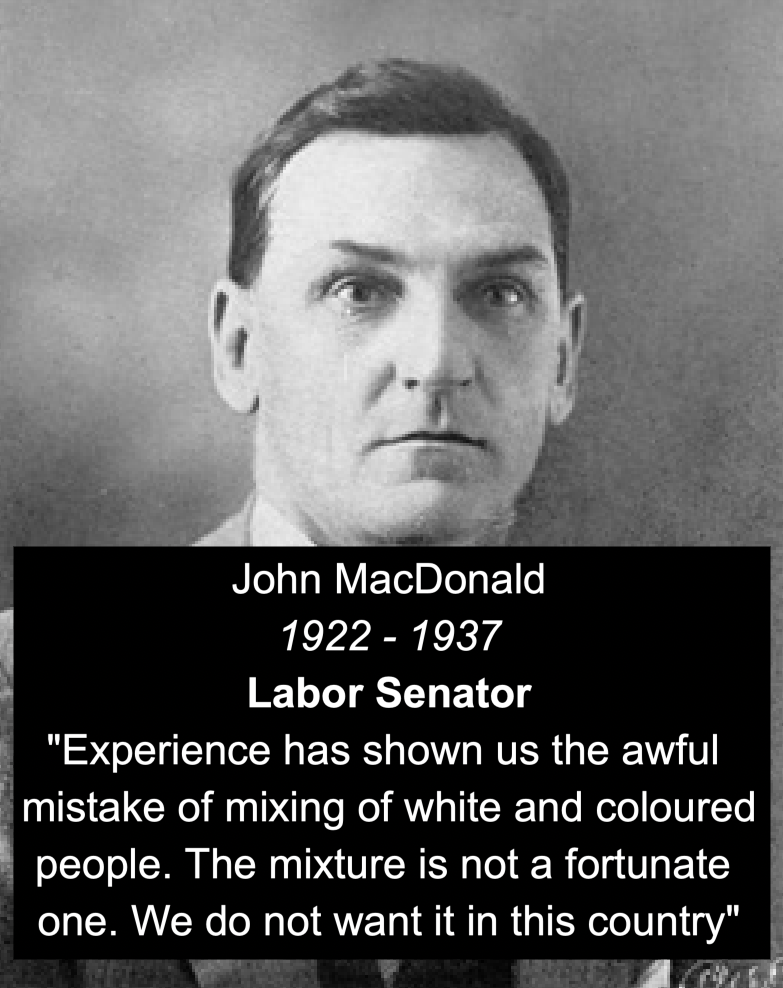 John MacDonald
1922 - 1937
Labor Senator
"Experience has shown us the awful
mistake of mixing of white and coloured
people. The mixture is not a fortunate
one. We do not want it in this country"